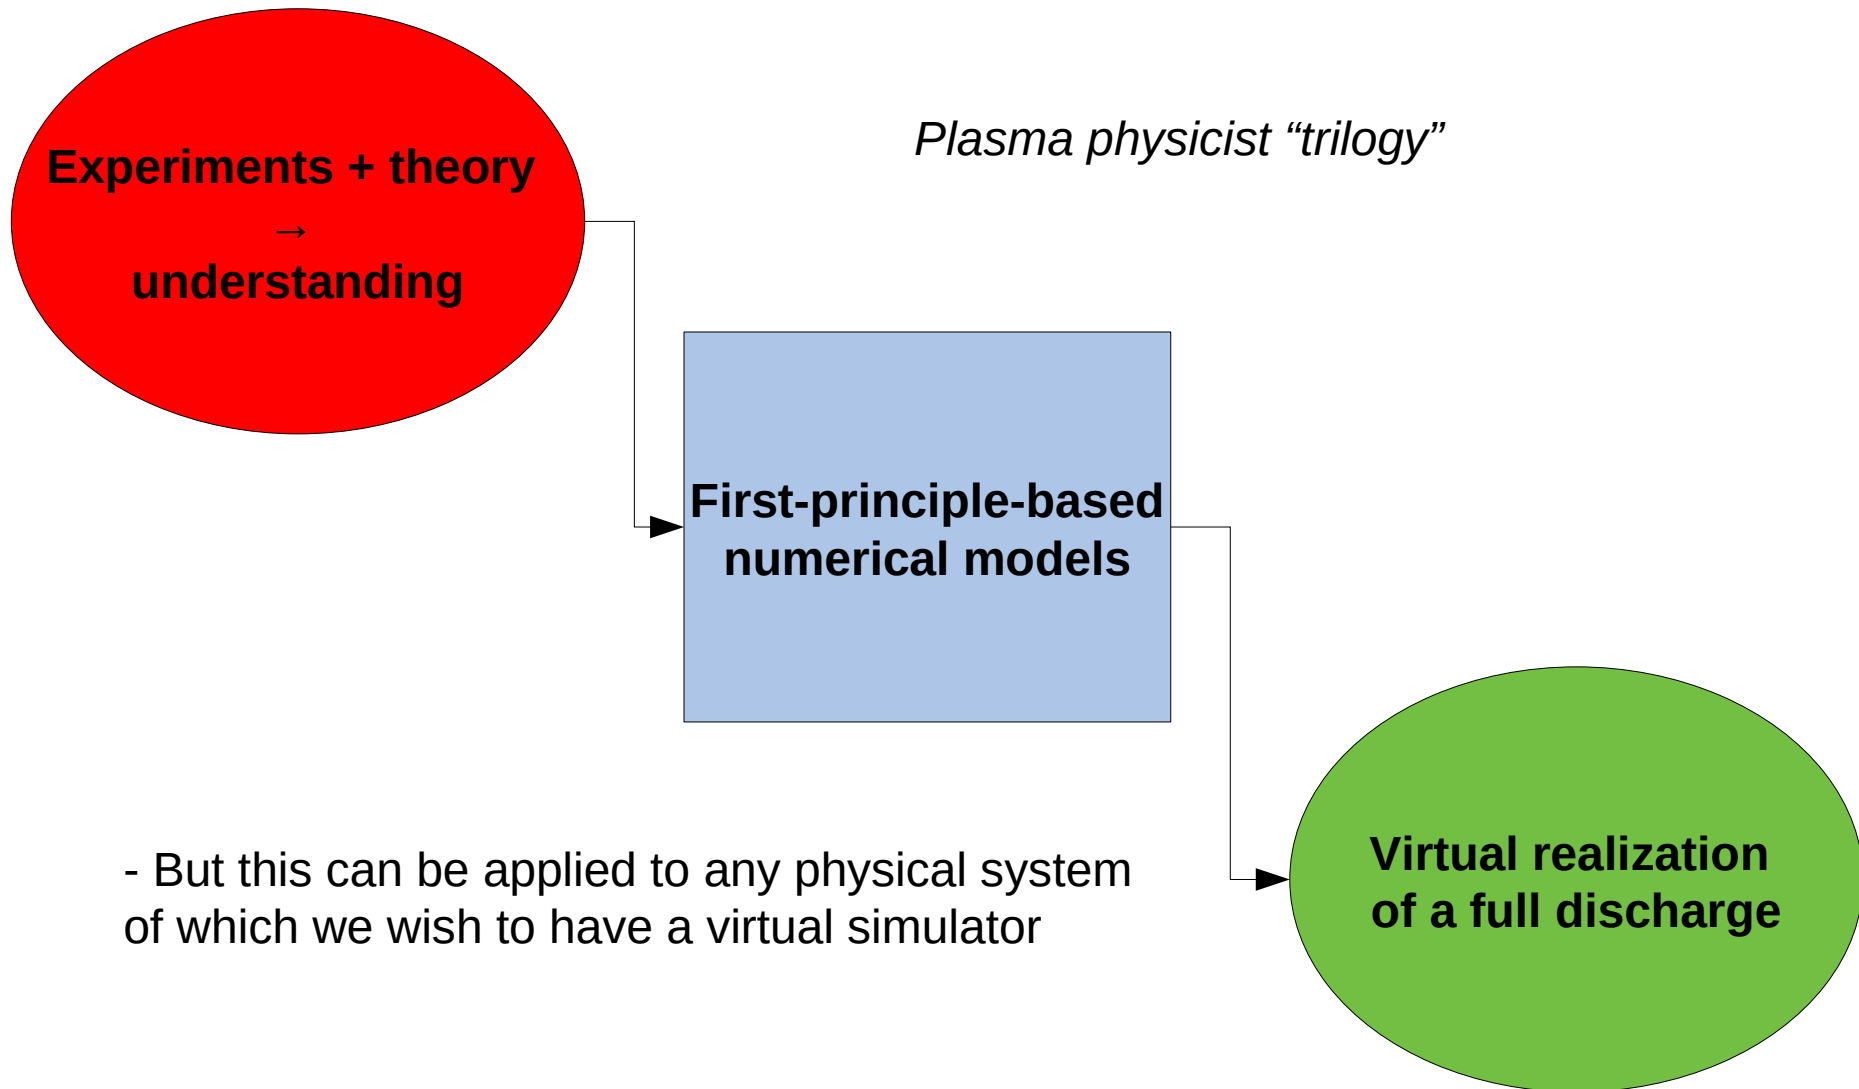 Experiments + theory
→
understanding
Plasma physicist “trilogy”
First-principle-based
numerical models
- But this can be applied to any physical system
of which we wish to have a virtual simulator
Virtual realization
of a full discharge